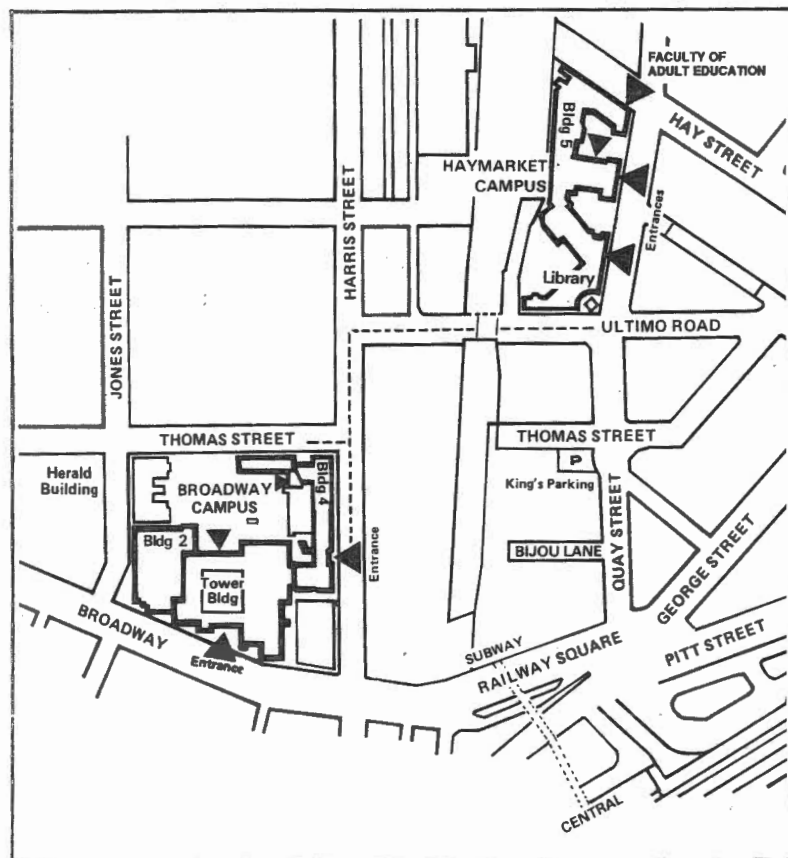 FACULTY OF
ADULT EDUCATION
Bldg 5
HAY STREET
HAYMARKET
CAMPUS
Entrances
HARRIS STREET
Library
JONES STREET
ULTIMO ROAD
THOMAS STREET
THOMAS STREET
Herald
Building
BROADWAY
CAMPUS
Bldg 4
P
King's Parking
QUAY STREET
Bldg 2
Entrance
BIJOU LANE
GEORGE STREET
Tower
Bldg
BROADWAY
Entrance
SUBWAY
RAILWAY SQUARE
PITT STREET
CENTRAL